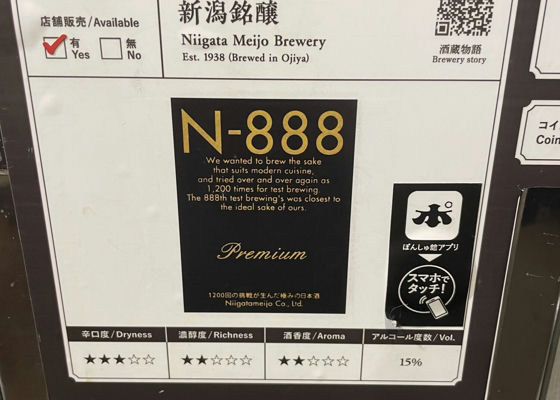 店舗販売/Available
有
Yes
無
No
新潟銘醸
Niigata Meijo Brewery
Est. 1938 (Brewed in Ojiya)
酒蔵物語
Brewery story
コイ
Coin
N-888
We wanted to brew the sake
that suits modern cuisine,
and tried over and over again as
1,200 times for test brewing.
The 888th test brewing's was closest to
the ideal sake of ours.
Premium
1200回の挑戦が生んだ極みの日本酒
Niigatameijo Co., Ltd.
ポ
ぽんしゅ館アプリ
スマホで
タッチ!
辛口度/Dryness
濃醇度/Richness
酒香度/Aroma
アルコール度数/Vol.
★★★☆☆
★★☆☆☆
★★☆☆☆
15%